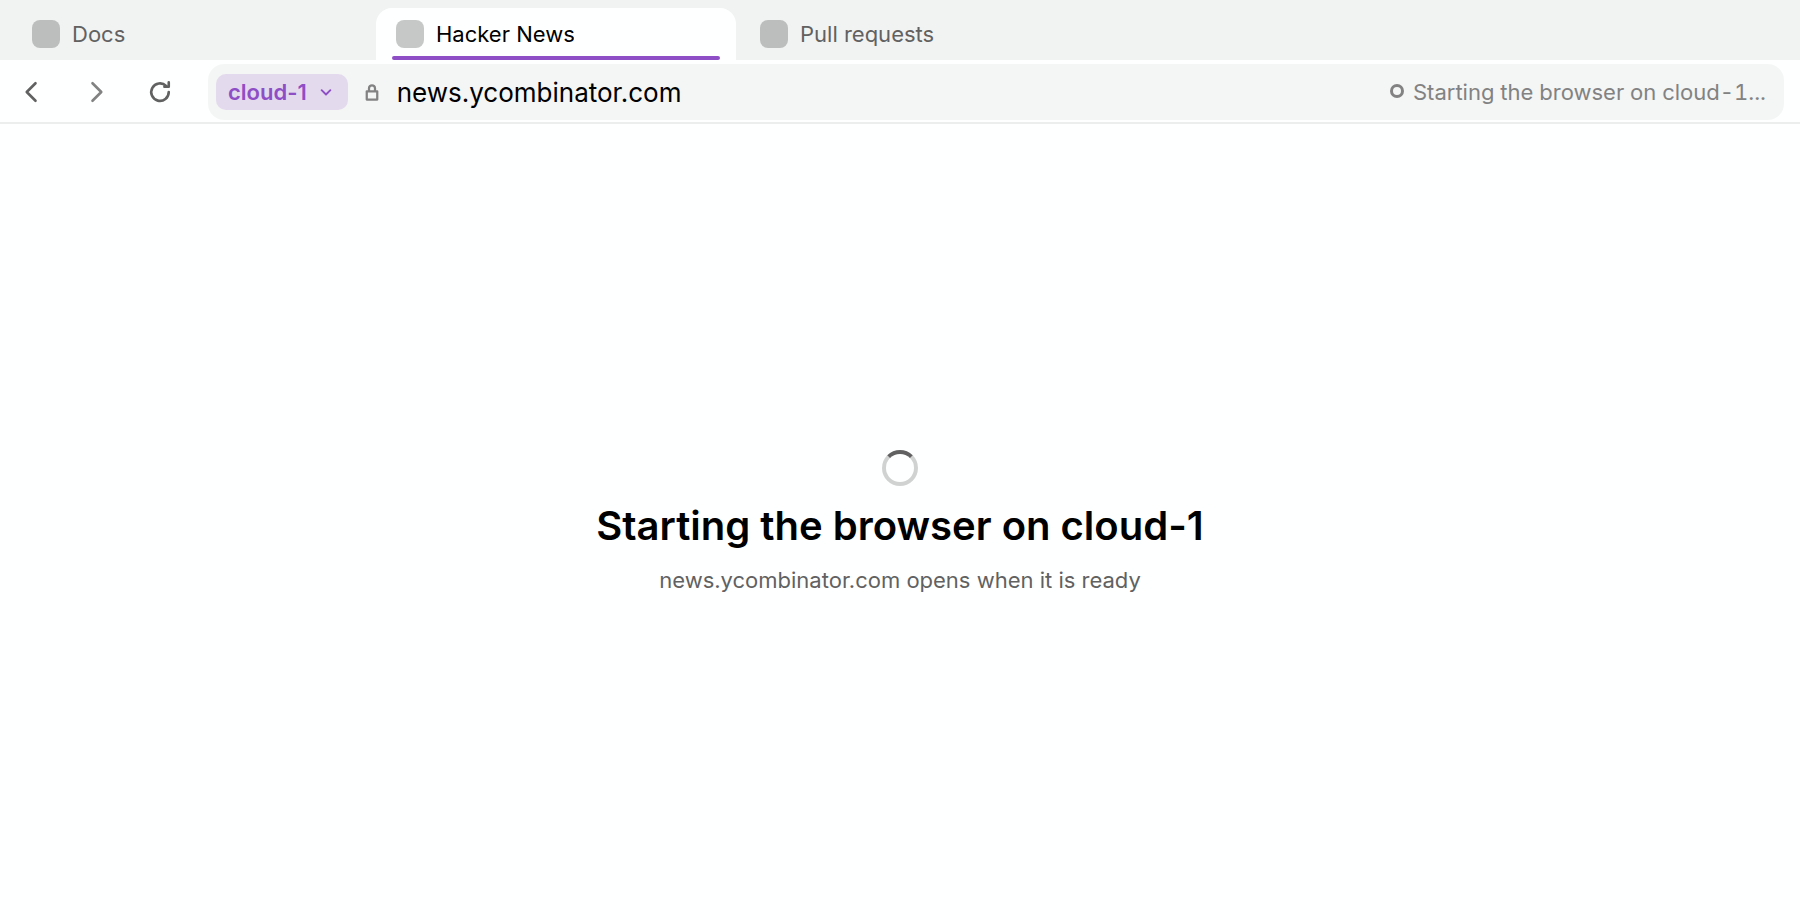 Docs
Hacker News
Pull requests
cloud-1
news.ycombinator.com
Starting the browser on cloud-1...
Starting the browser on cloud-1
news.ycombinator.com opens when it is ready